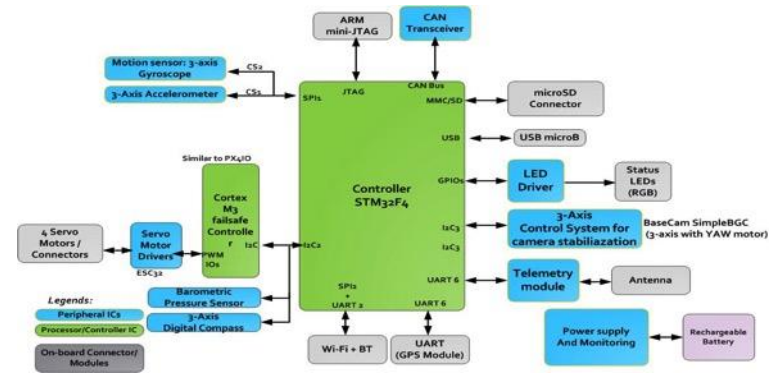 ARM
mini-JTAG
CAN
Transceiver
Motion sensor: 3-axis
Gyroscope
CS2
3-Axis Accelerometer
CS1
SPI1
JTAG
CAN Bus
MMC/SD
microSD
Connector
USB
USB microB
Similar to PX4IO
Cortex
M3
failsafe
Controlle
r
I2C
PWM
IOs
Controller
STM32F4
GPIOs
LED
Driver
Status
LEDs
(RGB)
I2C3
3-Axis
Control System for
camera stabiliazation
BaseCam SimpleBGC
(3-axis with YAW motor)
I2C3
4 Servo
Motors /
Connectors
Servo
Motor
Drivers
ESC32
I2C2
UART 6
Telemetry
module
Antenna
Barometric
Pressure Sensor
3-Axis
Digital Compass
SPI2
+
UART 2
UART 6
Wi-Fi + BT
UART
(GPS Module)
Power supply
And Monitoring
Rechargeable
Battery
Legends:
Peripheral ICs
Processor/Controller IC
On-board Connector/
Modules